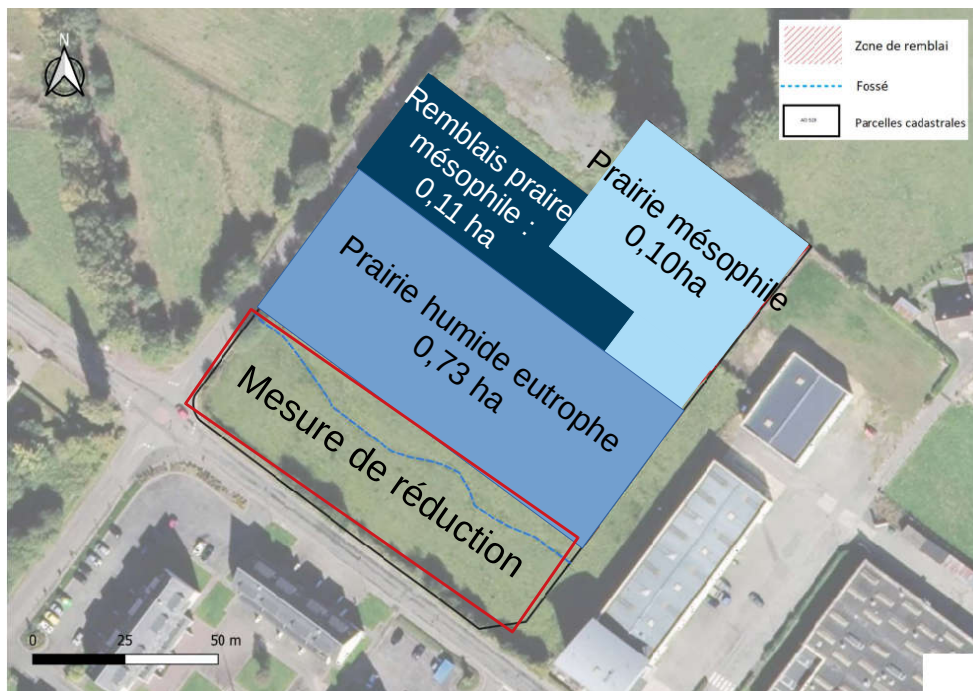 N
Zone de remblai
Fossé
Parcelles cadastrales
Remblais praire
mésophile :
0,11 ha
Prairie mésophile
0,10ha
Prairie humide eutrophe
0,73 ha
Mesure de réduction
0
25
50 m